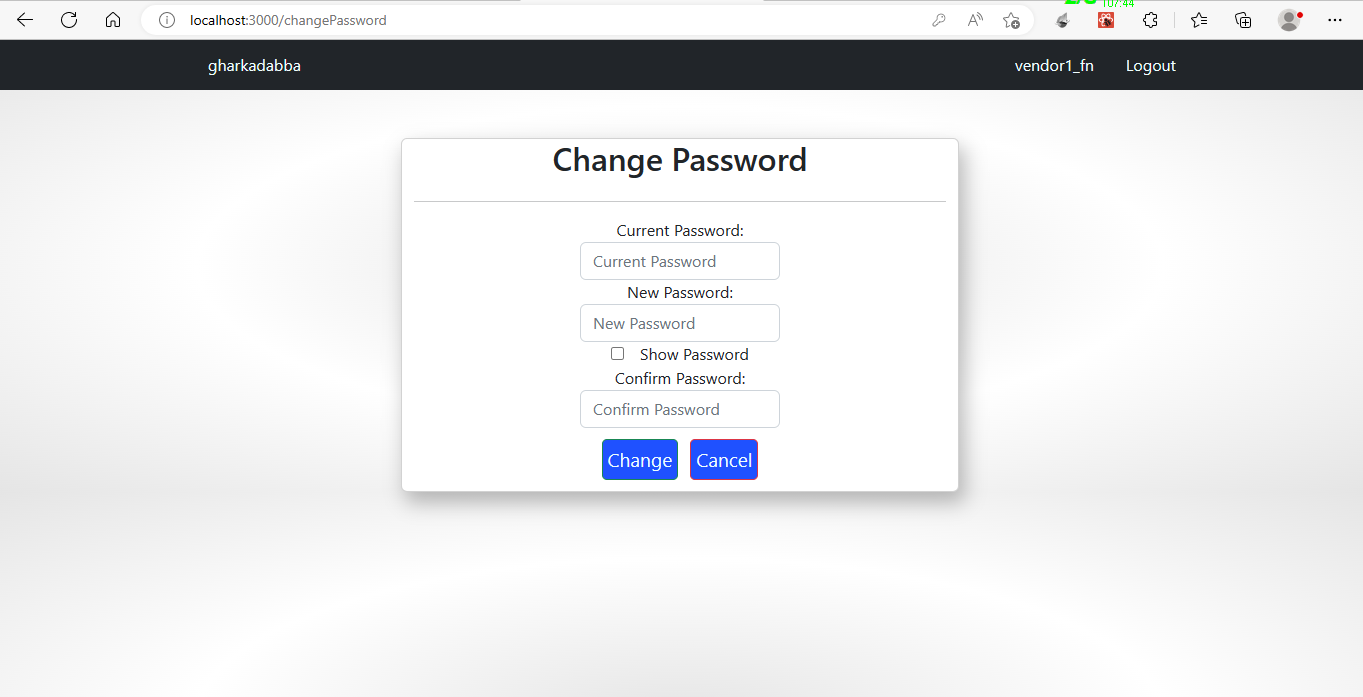 localhost:3000/changePassword
107:44
gharkadabba
vendor1_fn
Logout
Change Password
Current Password:
Current Password
New Password:
New Password
Show Password
Confirm Password:
Confirm Password
Change
Cancel